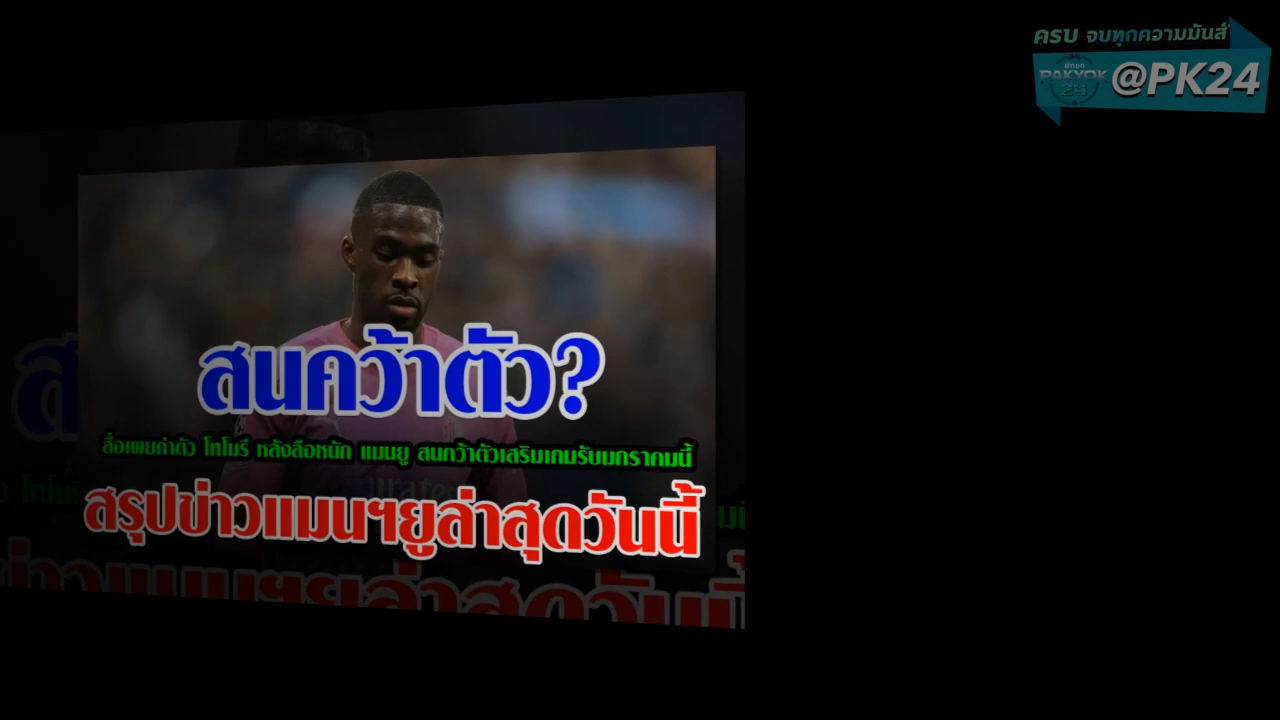 ครบ จบทุกความมันส์
PAKYOK
24
@PK24
สนคว้าตัว?
สื่อเผยค่าตัว โทโมรี หลังลือหนัก แมนยู สนคว้าตัวเสริมเกมรับมกราคมนี้
สรุปข่าวแมนฯยูล่าสุดวันนี้